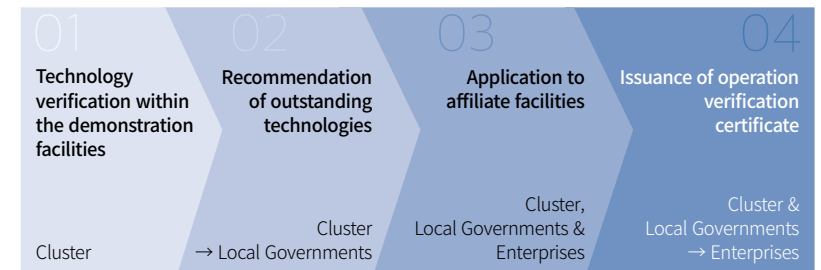 01
Technology
verification within
the demonstration
facilities
Cluster
02
Recommendation
of outstanding
technologies
Cluster
→ Local Governments
03
Application to
affiliate facilities
Cluster,
Local Governments &
Enterprises
04
Issuance of operation
verification
certificate
Cluster &
Local Governments
→ Enterprises